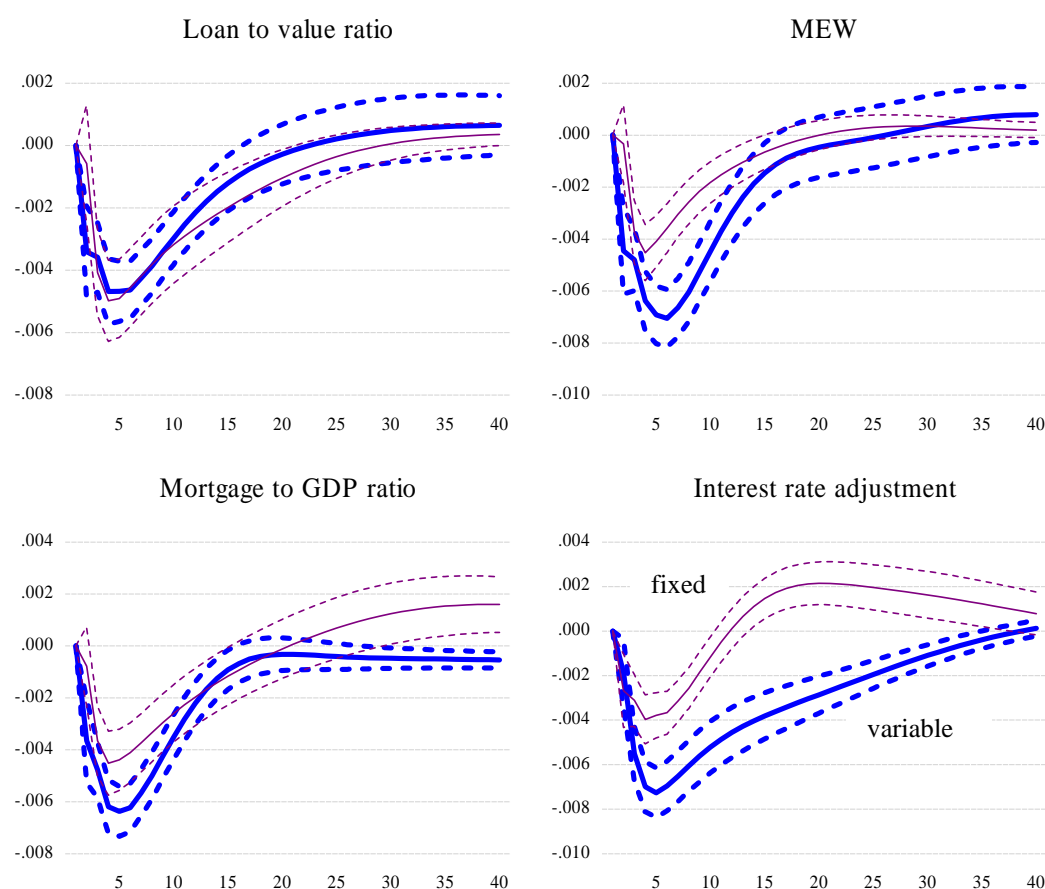 Loan to value ratio
MEW
.002
.000
-.002
-.004
-.006
-.008
5 10 15 20 25 30 35 40
.002
.000
-.002
-.004
-.006
-.008
-.010
5 10 15 20 25 30 35 40
Mortgage to GDP ratio
Interest rate adjustment
.004
.002
.000
-.002
-.004
-.006
-.008
5 10 15 20 25 30 35 40
.004
.002
.000
-.002
-.004
-.006
-.008
-.010
fixed
variable
5 10 15 20 25 30 35 40